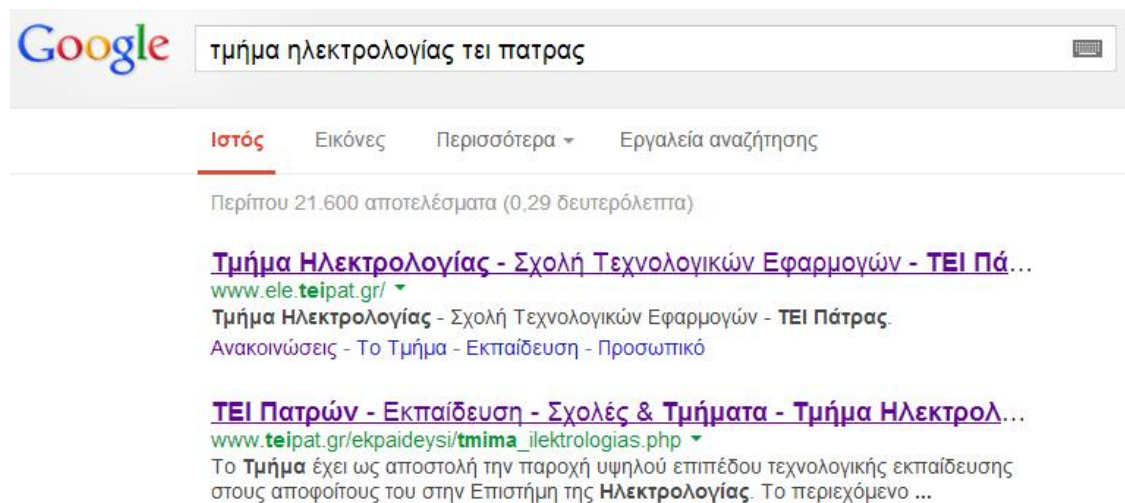 Google τμήμα ηλεκτρολογίας τει πατρας
Ιστός Εικόνες Περισσότερα Εργαλεία αναζήτησης
Περίπου 21.600 αποτελέσματα (0,29 δευτερόλεπτα)
Τμήμα Ηλεκτρολογίας - Σχολή Τεχνολογικών Εφαρμογών - ΤΕΙ Πά...
www.ele.teipat.gr/
Τμήμα Ηλεκτρολογίας - Σχολή Τεχνολογικών Εφαρμογών - ΤΕΙ Πάτρας.
Ανακοινώσεις - Το Τμήμα - Εκπαίδευση - Προσωπικό
ΤΕΙ Πατρών - Εκπαίδευση - Σχολές & Τμήματα - Τμήμα Ηλεκτρολ...
www.teipat.gr/ekpaideysi/tmima_ilektrologias.php
Το Τμήμα έχει ως αποστολή την παροχή υψηλού επιπέδου τεχνολογικής εκπαίδευσης
στους αποφοίτους του στην Επιστήμη της Ηλεκτρολογίας. Το περιεχόμενο ...